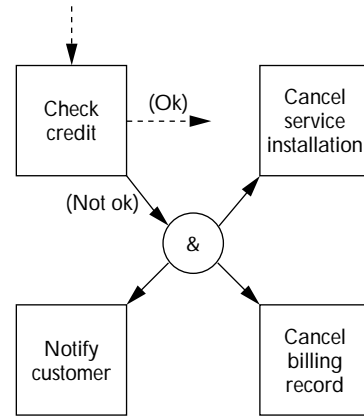 Check
credit
(Ok)
Cancel
service
installation
(Not ok)
&
Notify
customer
Cancel
billing
record